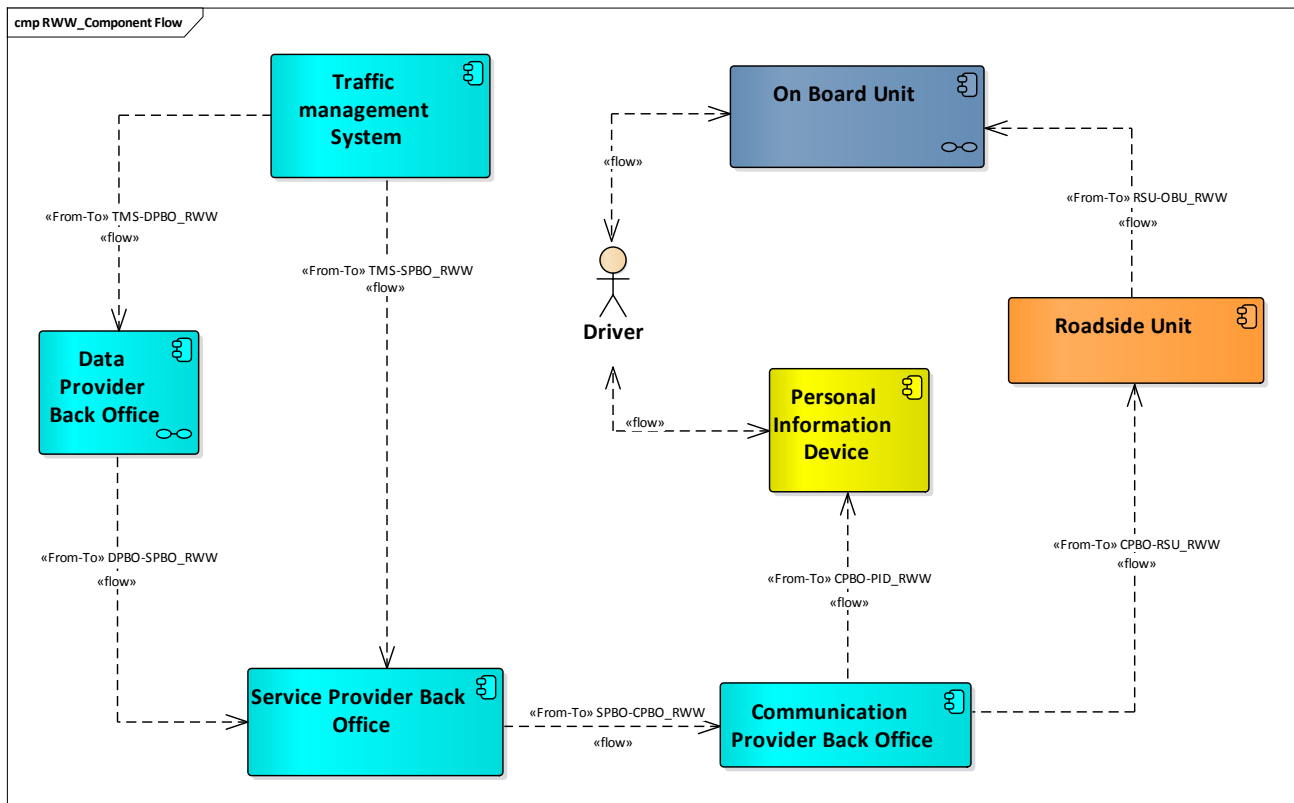 cmp RWW_Component Flow
Traffic
management
System
On Board Unit
«flow»
«From-To» RSU-OBU_RWW
«flow»
«From-To» TMS-DPBO_RWW
«flow»
«From-To» TMS-SPBO_RWW
«flow»
Driver
Roadside Unit
Data
Provider
Back Office
Personal
Information
Device
«flow»
«From-To» DPBO-SPBO_RWW
«flow»
«From-To» CPBO-PID_RWW
«flow»
«From-To» CPBO-RSU_RWW
«flow»
Service Provider Back
Office
«From-To» SPBO-CPBO_RWW
«flow»
Communication
Provider Back Office